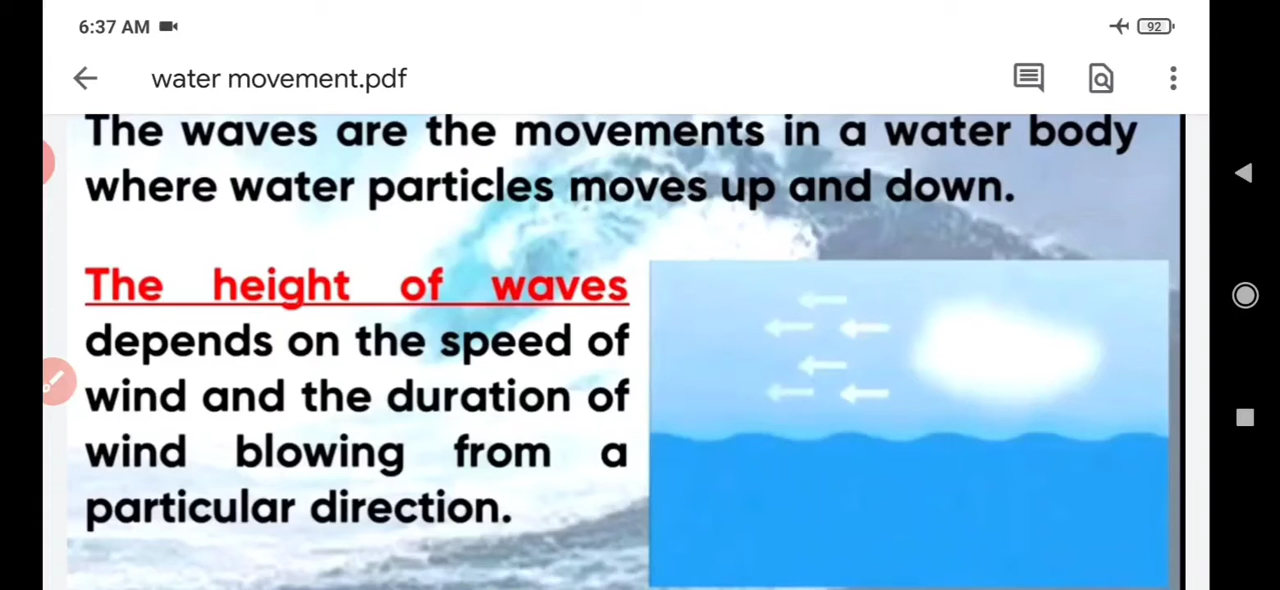 6:37 AM
92
water movement.pdf
The waves are the movements in a water body
where water particles moves up and down.
The height of waves
depends on the speed of
wind and the duration of
wind blowing from a
particular direction.